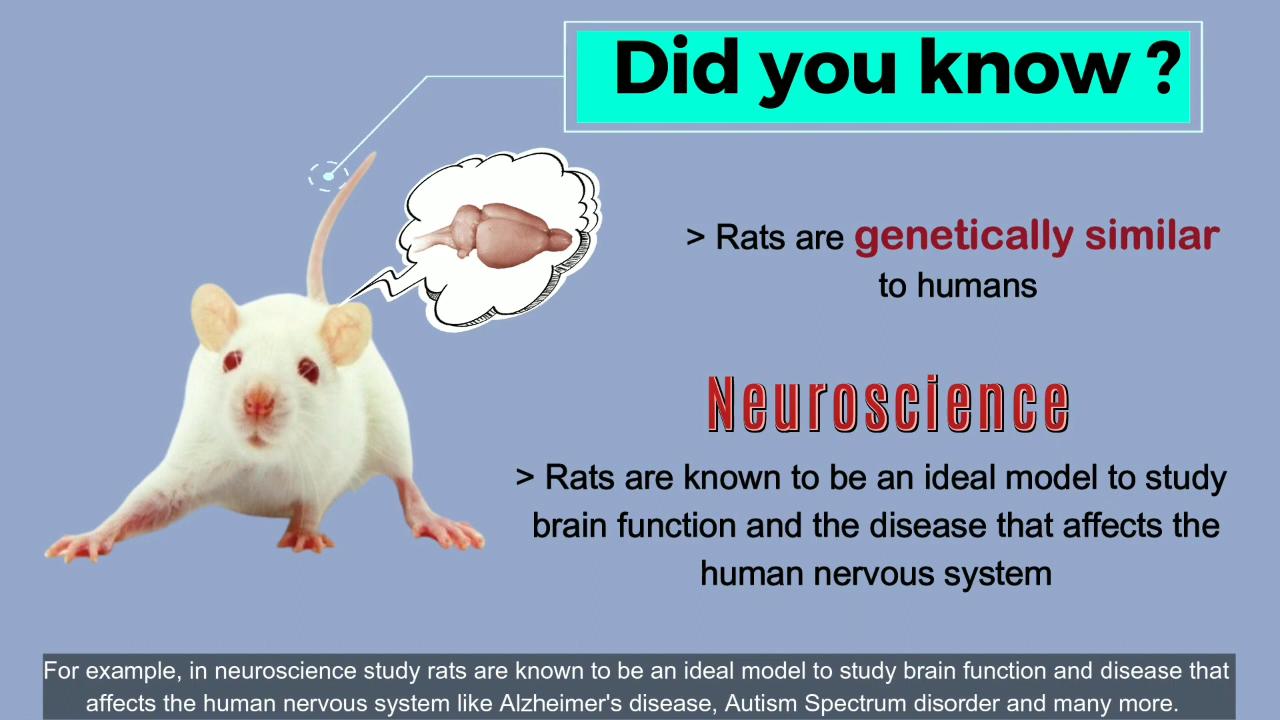 Did you know ?
> Rats are genetically similar
to humans
Neuroscience
> Rats are known to be an ideal model to study
brain function and the disease that affects the
human nervous system
For example, in neuroscience study rats are known to be an ideal model to study brain function and disease that
affects the human nervous system like Alzheimer's disease, Autism Spectrum disorder and many more.